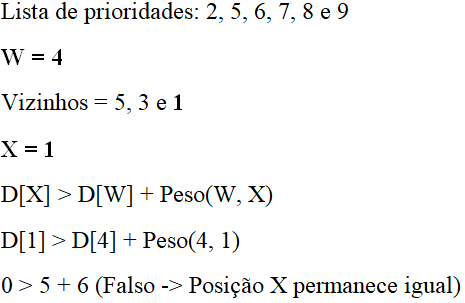 Lista de prioridades: 2, 5, 6, 7, 8 e 9
W = 4
Vizinhos = 5, 3 e 1
X = 1
D[X] > D[W] + Peso(W, X)
D[1] > D[4] + Peso(4, 1)
0 > 5 + 6 (Falso -> Posição X permanece igual)